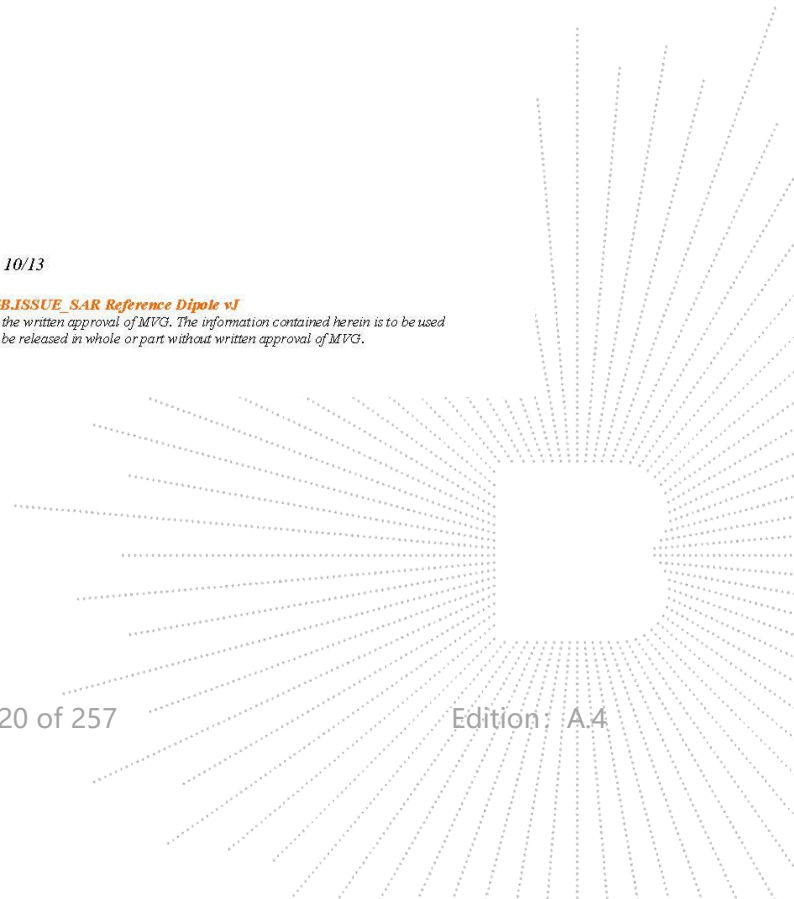 10/13
B.ISSUE_SAR Reference Dipole vJ
the written approval of MVG. The information contained herein is to be used
be released in whole or part without written approval of MVG.
20 of 257 Edition：A.4